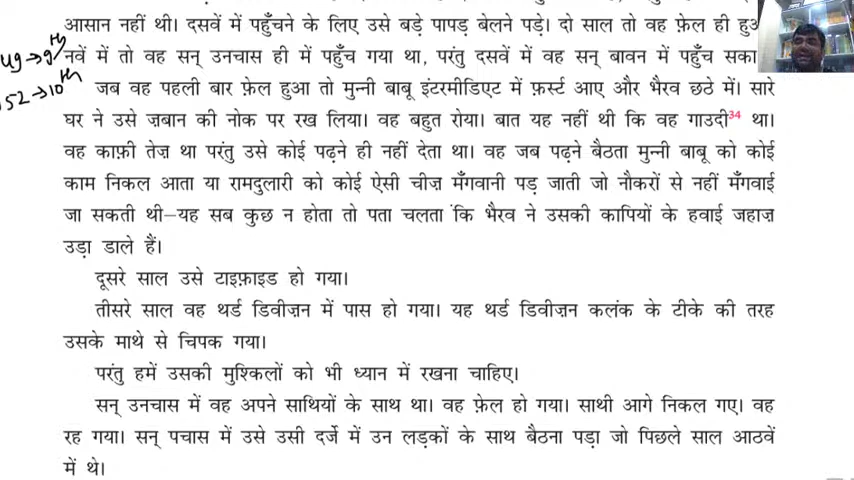 आसान नहीं थी। दसवें में पहुँचने के लिए उसे बड़े पापड़ बेलने पड़े। दो साल तो वह फ़ेल ही हुआ
49→9th नवें में तो वह सन् उनचास ही में पहुँच गया था, परंतु दसवें में वह सन् बावन में पहुँच सका
52→10th जब वह पहली बार फ़ेल हुआ तो मुन्नी बाबू इंटरमीडिएट में फ़र्स्ट आए और भैरव छठे में। सारे
घर ने उसे ज़बान की नोक पर रख लिया। वह बहुत रोया। बात यह नहीं थी कि वह गाउदी34 था।
वह काफ़ी तेज़ था परंतु उसे कोई पढ़ने ही नहीं देता था। वह जब पढ़ने बैठता मुन्नी बाबू को कोई
काम निकल आता या रामदुलारी को कोई ऐसी चीज़ मँगवानी पड़ जाती जो नौकरों से नहीं मँगवाई
जा सकती थी–यह सब कुछ न होता तो पता चलता कि भैरव ने उसकी कापियों के हवाई जहाज़
उड़ा डाले हैं।
दूसरे साल उसे टाइफ़ाइड हो गया।
तीसरे साल वह थर्ड डिवीज़न में पास हो गया। यह थर्ड डिवीज़न कलंक के टीके की तरह
उसके माथे से चिपक गया।
परंतु हमें उसकी मुश्किलों को भी ध्यान में रखना चाहिए।
सन् उनचास में वह अपने साथियों के साथ था। वह फ़ेल हो गया। साथी आगे निकल गए। वह
रह गया। सन् पचास में उसे उसी दर्जे में उन लड़कों के साथ बैठना पड़ा जो पिछले साल आठवें
में थे।